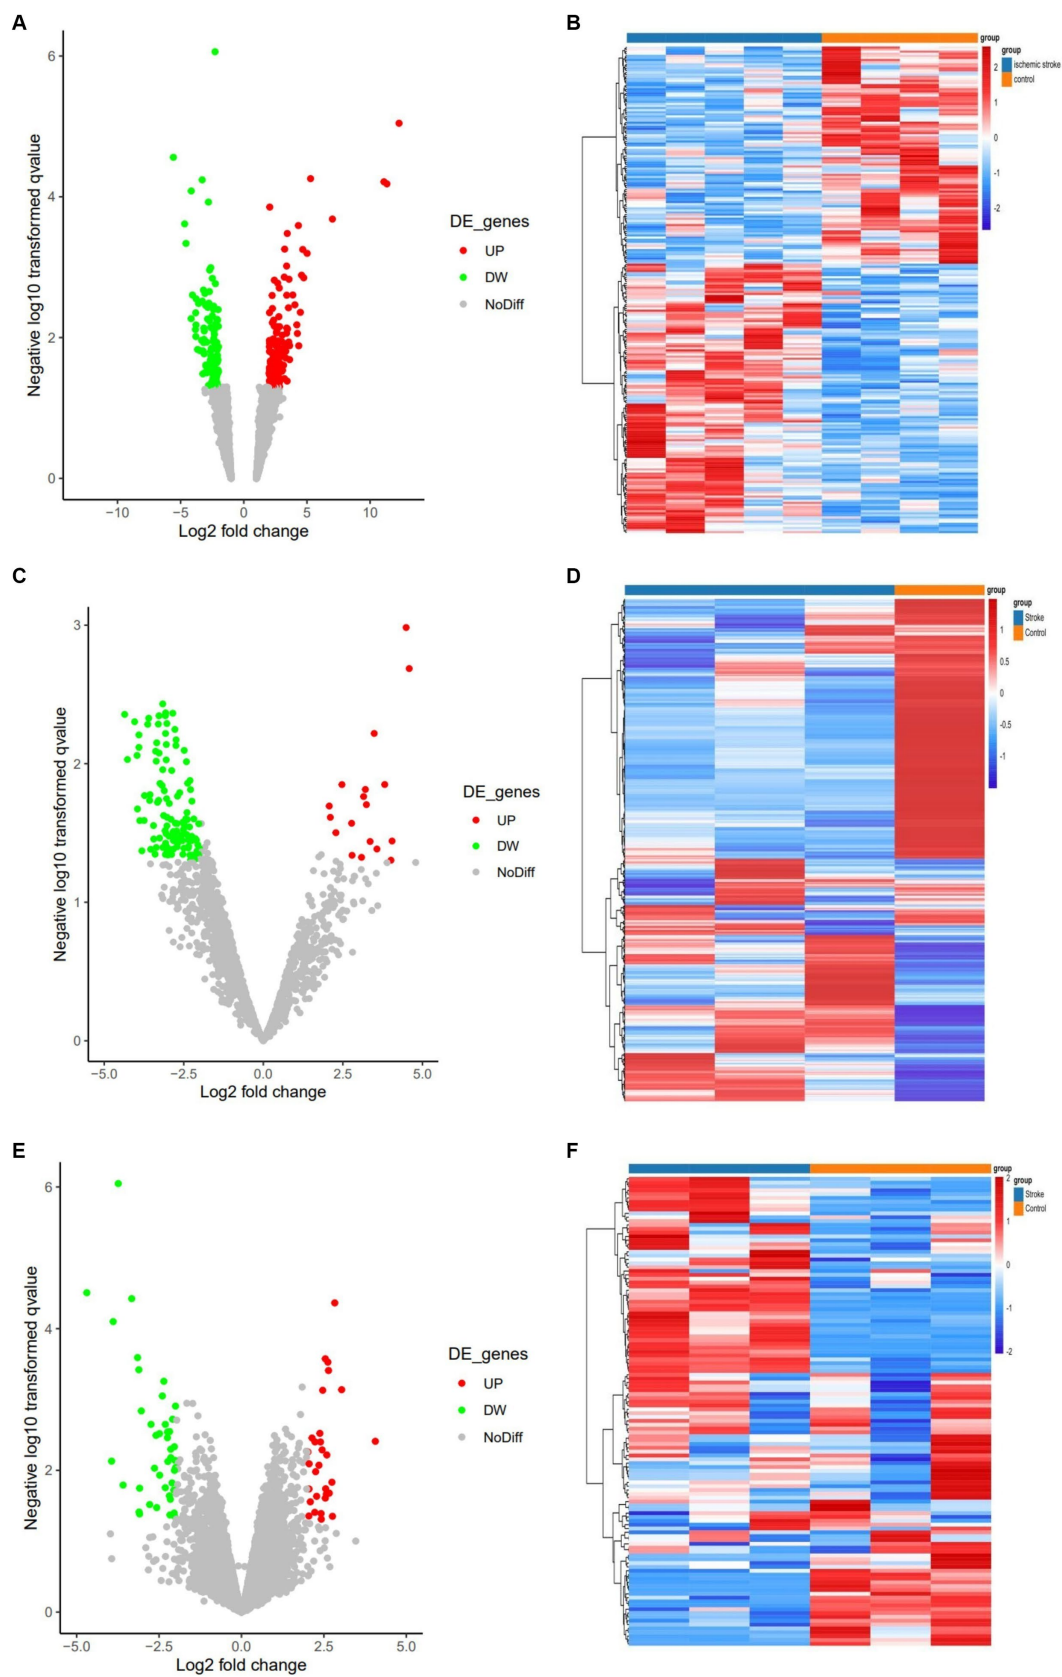 A
Negative log10 transformed qvalue
6
4
2
0
−10
−5
0
5
10
Log2 fold change
DE_genes
UP
DW
NoDiff
B
group
2
1
0
-1
-2
group
ischemic stroke
control
C
Negative log10 transformed qvalue
3
2
1
0
−5.0
−2.5
0.0
2.5
5.0
Log2 fold change
DE_genes
UP
DW
NoDiff
D
group
1
0.5
0
-0.5
-1
group
Stroke
Control
E
Negative log10 transformed qvalue
6
4
2
0
−5.0
−2.5
0.0
2.5
5.0
Log2 fold change
DE_genes
UP
DW
NoDiff
F
group
2
1
0
-1
-2
group
Stroke
Control